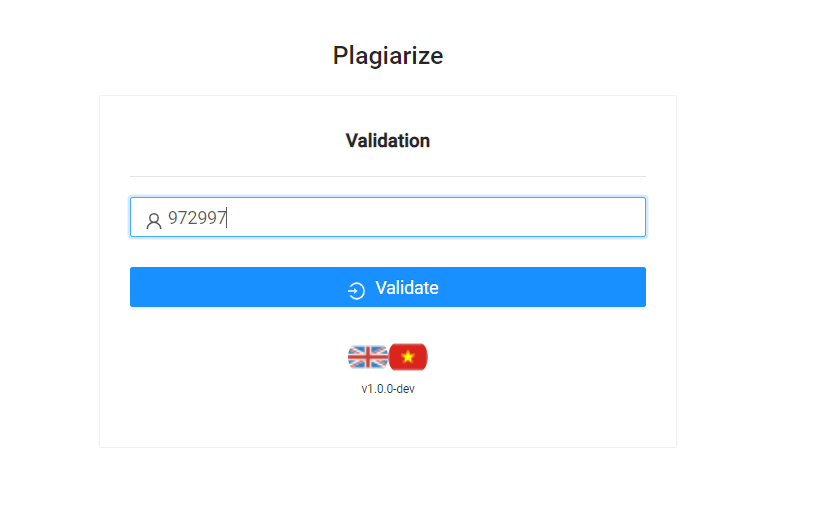 Plagiarize
Validation
972997
Validate
v1.0.0-dev